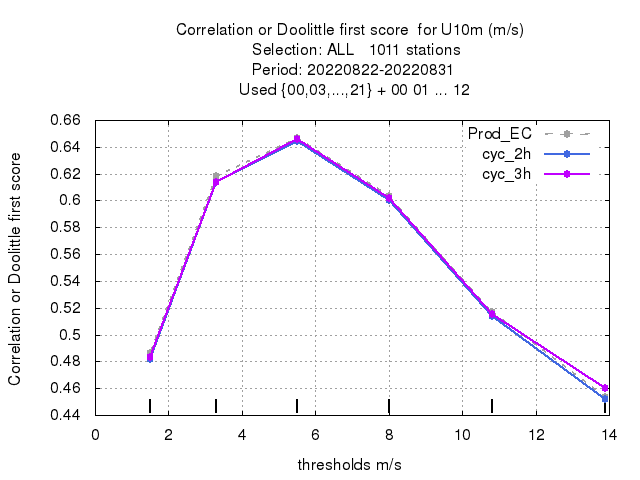 Correlation or Doolittle first score  for U10m (m/s)
Selection: ALL   1011 stations
Period: 20220822-20220831
Used {00,03,...,21} + 00 01 ... 12
Correlation or Doolittle first score
0.66
0.64
0.62
0.6
0.58
0.56
0.54
0.52
0.5
0.48
0.46
0.44
Prod_EC
cyc_2h
cyc_3h
0 2 4 6 8 10 12 14
thresholds m/s